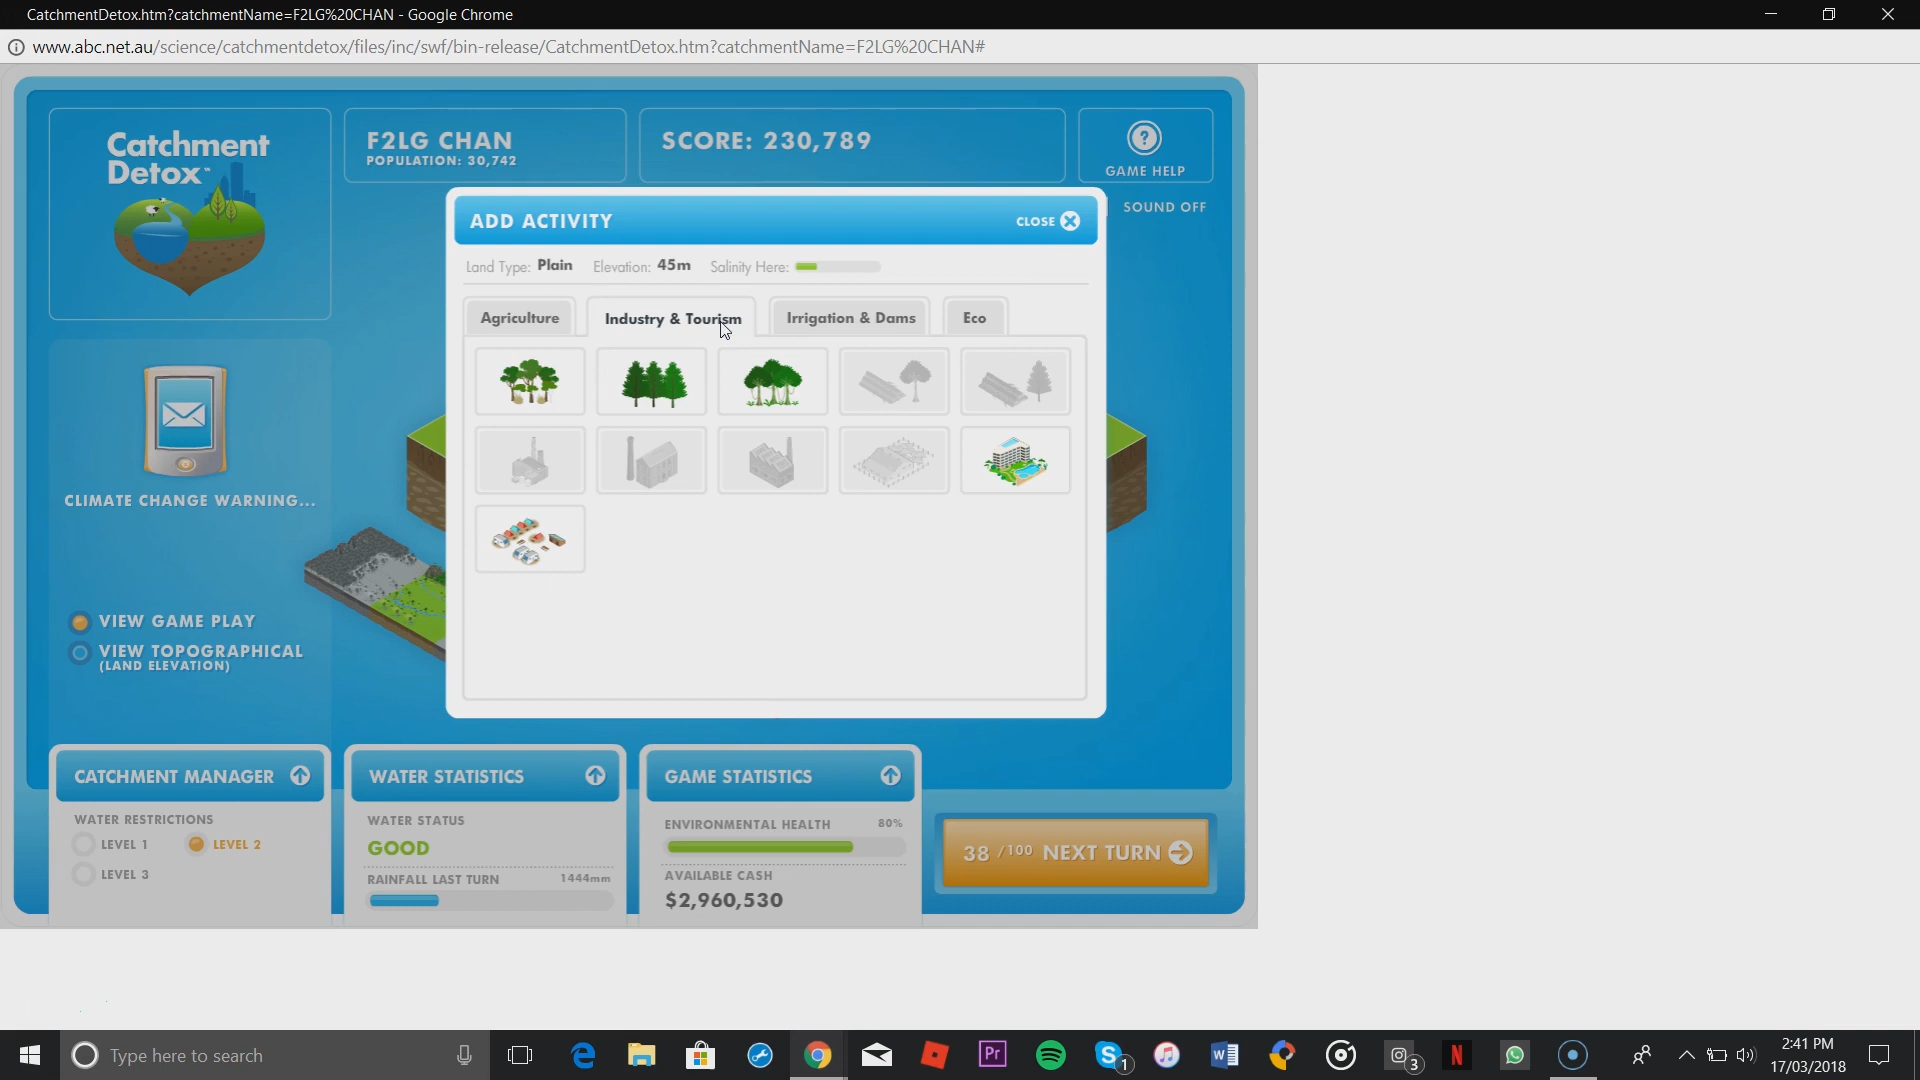 CatchmentDetox.htm?catchmentName=F2LG%20CHAN - Google Chrome
www.abc.net.au/science/catchmentdetox/files/inc/swf/bin-release/CatchmentDetox.htm?catchmentName=F2LG%20CHAN#
Catchment
Detox™
F2LG CHAN
POPULATION: 30,742
SCORE: 230,789
?
GAME HELP
SOUND OFF
ADD ACTIVITY
CLOSE
Land Type: Plain Elevation: 45m Salinity Here:
Agriculture Industry & Tourism Irrigation & Dams Eco
CLIMATE CHANGE WARNING...
VIEW GAME PLAY
VIEW TOPOGRAPHICAL
(LAND ELEVATION)
CATCHMENT MANAGER
WATER RESTRICTIONS
LEVEL 1 LEVEL 2
LEVEL 3
WATER STATISTICS
WATER STATUS
GOOD
RAINFALL LAST TURN 1444mm
GAME STATISTICS
ENVIRONMENTAL HEALTH 80%
AVAILABLE CASH
$2,960,530
38 /100 NEXT TURN
Type here to search
Pr
S 1
W
3
N
2:41 PM
17/03/2018